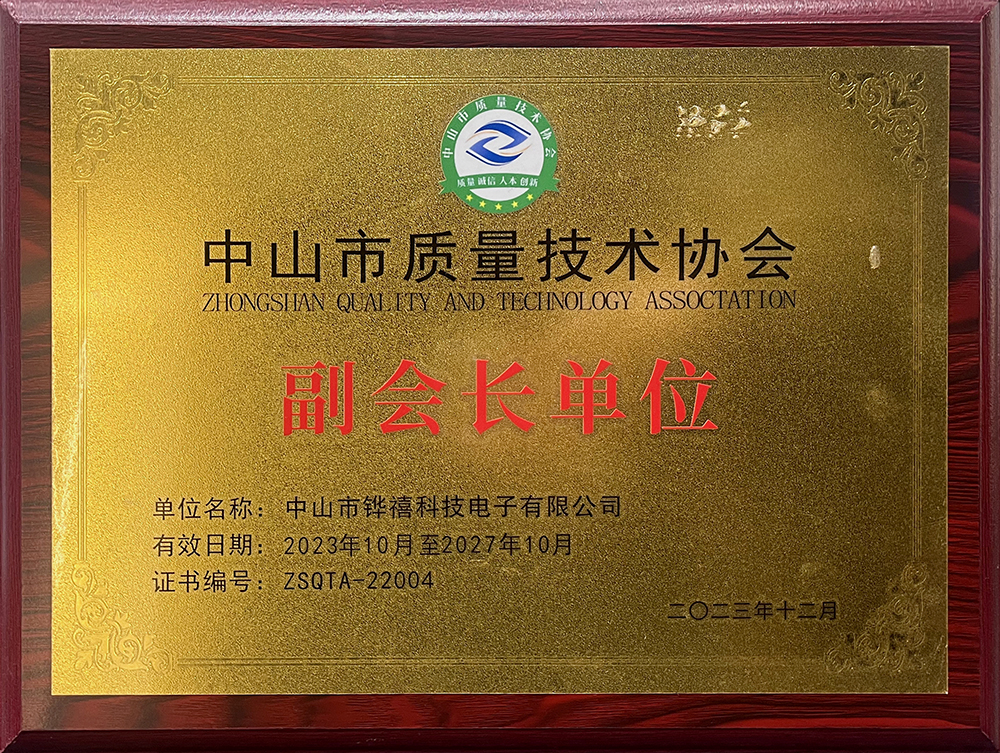 中山市质量技术协会
质量 诚信 人本 创新
中山市质量技术协会
ZHONGSHAN QUALITY AND TECHNOLOGY ASSOCTATION
副会长单位
单位名称：中山市铧禧科技电子有限公司
有效日期：2023年10月至2027年10月
证书编号：ZSQTA-22004
二〇二三年十二月